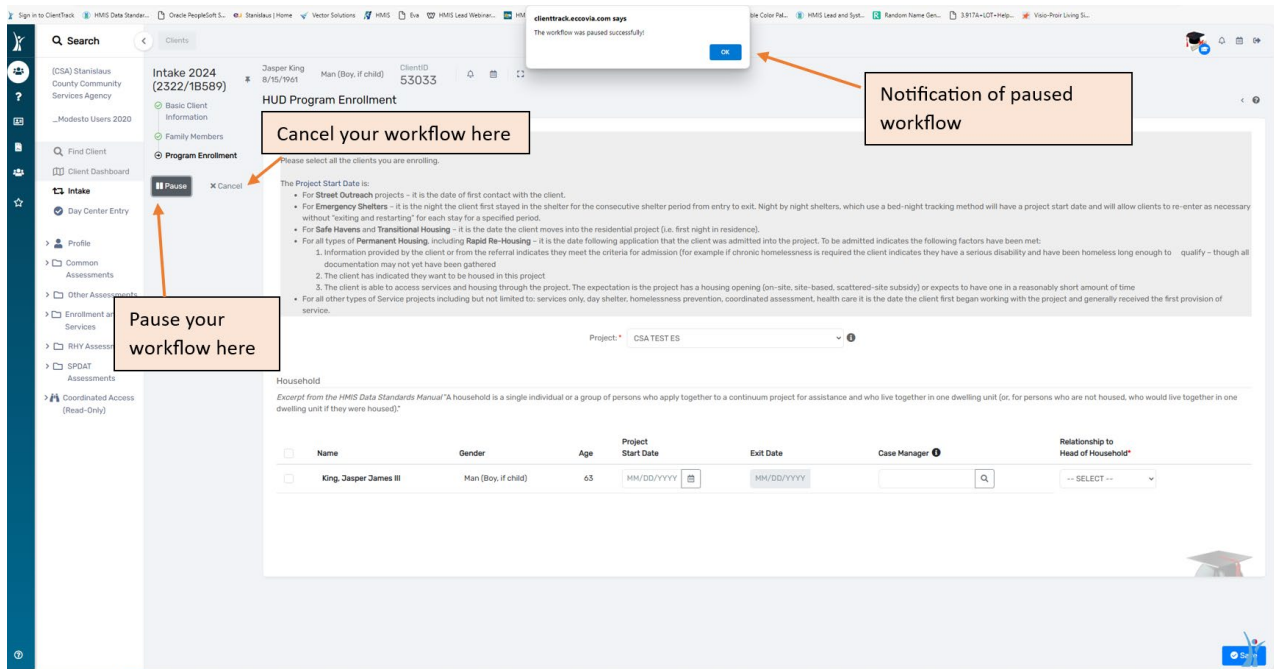 Sign in to ClientTrack
HMIS Data Standar...
Oracle PeopleSoft S...
Stanislaus | Home
Vector Solutions
HMIS
Eva
HMIS Lead Webinar...
HM
ble Color Pal...
HMIS Lead and Syst...
Random Name Gen...
3.917A+LOT+Help...
Visio-Proir Living Si...
clienttrack.eccovia.com says
The workflow was paused successfully!
OK
Search
Clients
(CSA) Stanislaus
County Community
Services Agency
_Modesto Users 2020
Find Client
Client Dashboard
Intake
Day Center Entry
Profile
Common
Assessments
Other Assessments
Enrollment an
Services
RHY Assessm
SPDAT
Assessments
Coordinated Access
(Read-Only)
Intake 2024
(2322/1B589)
Basic Client
Information
Family Members
Program Enrollment
Pause
Cancel
Jasper King
8/15/1961
Man (Boy, if child)
ClientID
53033
HUD Program Enrollment
Cancel your workflow here
Notification of paused
workflow
Pause your
workflow here
Please select all the clients you are enrolling.
The Project Start Date is:
• For Street Outreach projects - it is the date of first contact with the client.
• For Emergency Shelters - it is the night the client first stayed in the shelter for the consecutive shelter period from entry to exit. Night by night shelters, which use a bed-night tracking method will have a project start date and will allow clients to re-enter as necessary
without "exiting and restarting" for each stay for a specified period.
• For Safe Havens and Transitional Housing - it is the date the client moves into the residential project (i.e. first night in residence).
• For all types of Permanent Housing, including Rapid Re-Housing - it is the date following application that the client was admitted into the project. To be admitted indicates the following factors have been met:
1. Information provided by the client or from the referral indicates they meet the criteria for admission (for example if chronic homelessness is required the client indicates they have a serious disability and have been homeless long enough to qualify - though all
documentation may not yet have been gathered
2. The client has indicated they want to be housed in this project
3. The client is able to access services and housing through the project. The expectation is the project has a housing opening (on-site, site-based, scattered-site subsidy) or expects to have one in a reasonably short amount of time
• For all other types of Service projects including but not limited to: services only, day shelter, homelessness prevention, coordinated assessment, health care it is the date the client first began working with the project and generally received the first provision of
service.
Project:* CSA TEST ES
Household
Excerpt from the HMIS Data Standards Manual "A household is a single individual or a group of persons who apply together to a continuum project for assistance and who live together in one dwelling unit (or, for persons who are not housed, who would live together in one
dwelling unit if they were housed)."
Name Gender Age Project Start Date Exit Date Case Manager Relationship to Head of Household*
King, Jasper James III Man (Boy, if child) 63 MM/DD/YYYY MM/DD/YYYY -- SELECT --